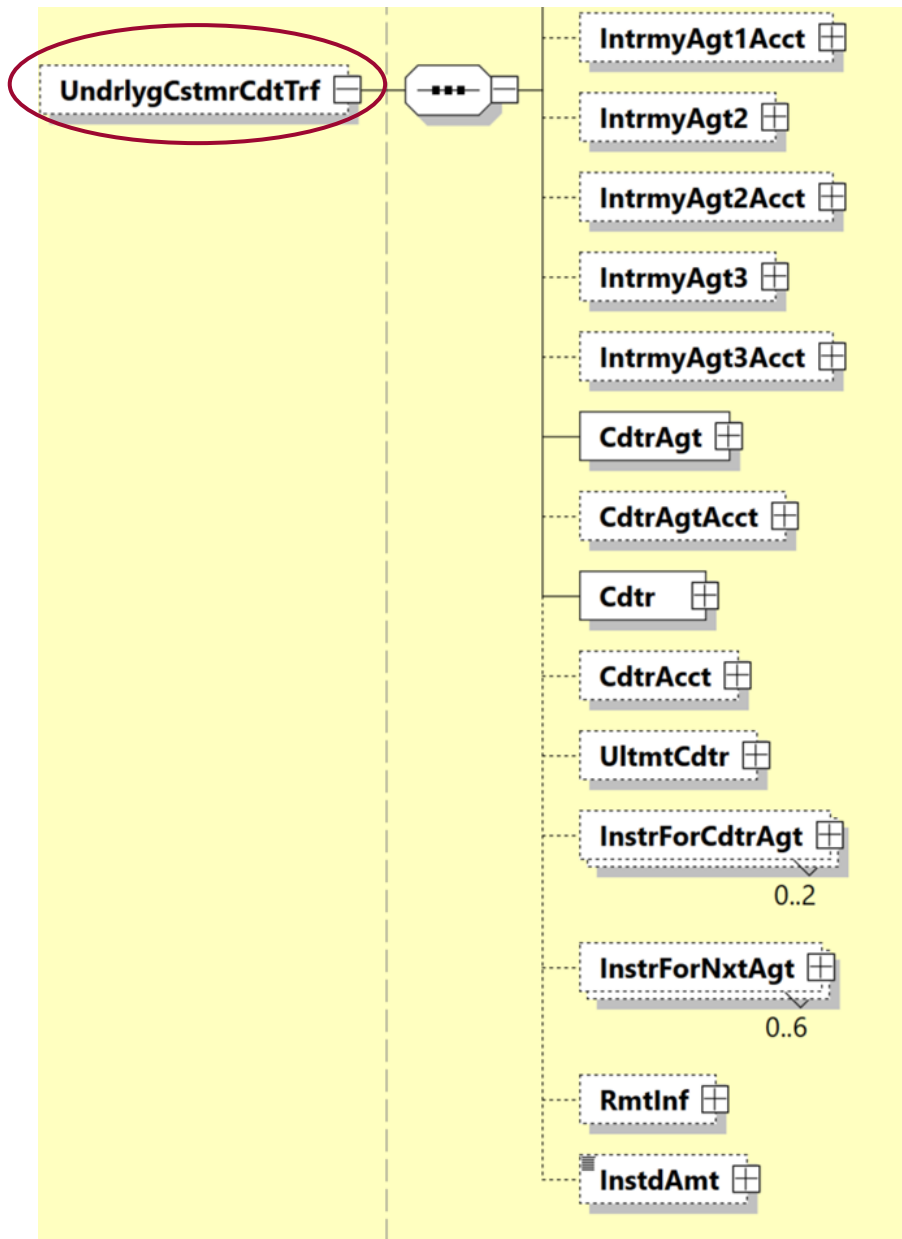 UndrlygCstmrCdtTrf
IntrmyAgt1Acct
IntrmyAgt2
IntrmyAgt2Acct
IntrmyAgt3
IntrmyAgt3Acct
CdtrAgt
CdtrAgtAcct
Cdtr
CdtrAcct
UltmtCdtr
InstrForCdtrAgt
0..2
InstrForNxtAgt
0..6
RmtInf
InstdAmt